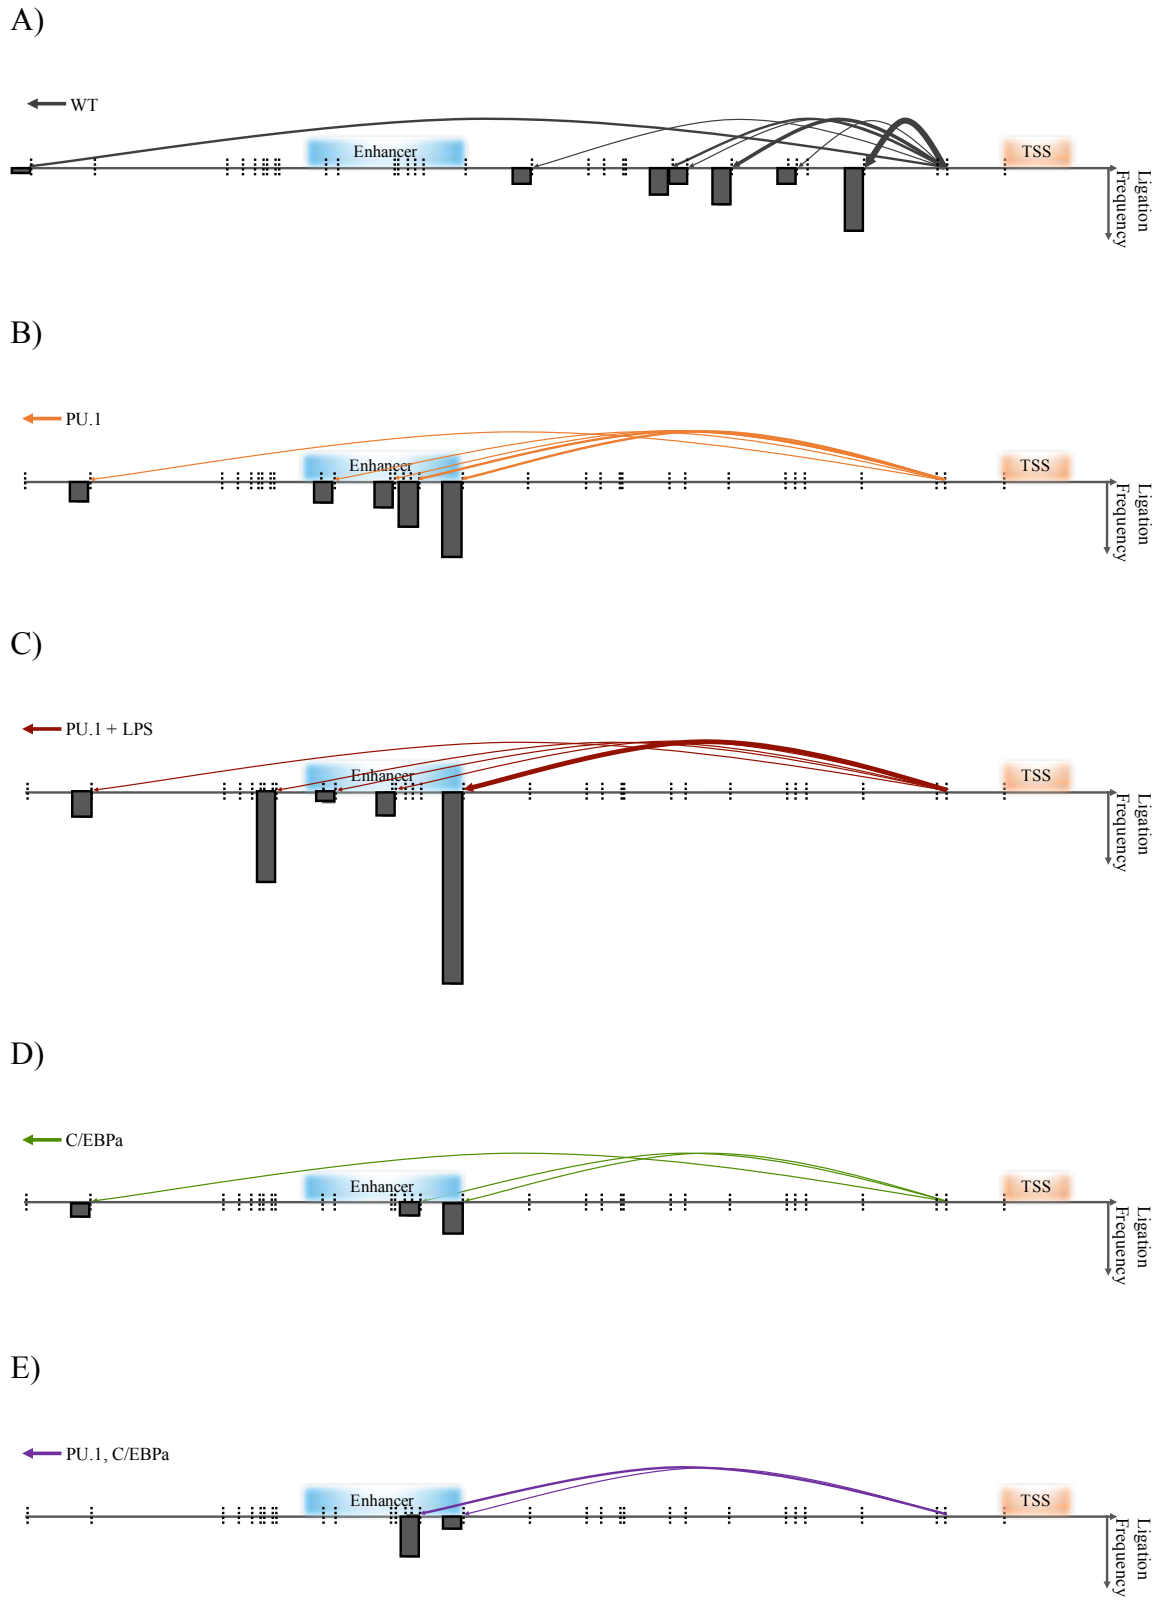 A)
WT
Enhancer
TSS
Ligation
Frequency
B)
PU.1
Enhancer
TSS
Ligation
Frequency
C)
PU.1 + LPS
Enhancer
TSS
Ligation
Frequency
D)
C/EBPa
Enhancer
TSS
Ligation
Frequency
E)
PU.1, C/EBPa
Enhancer
TSS
Ligation
Frequency